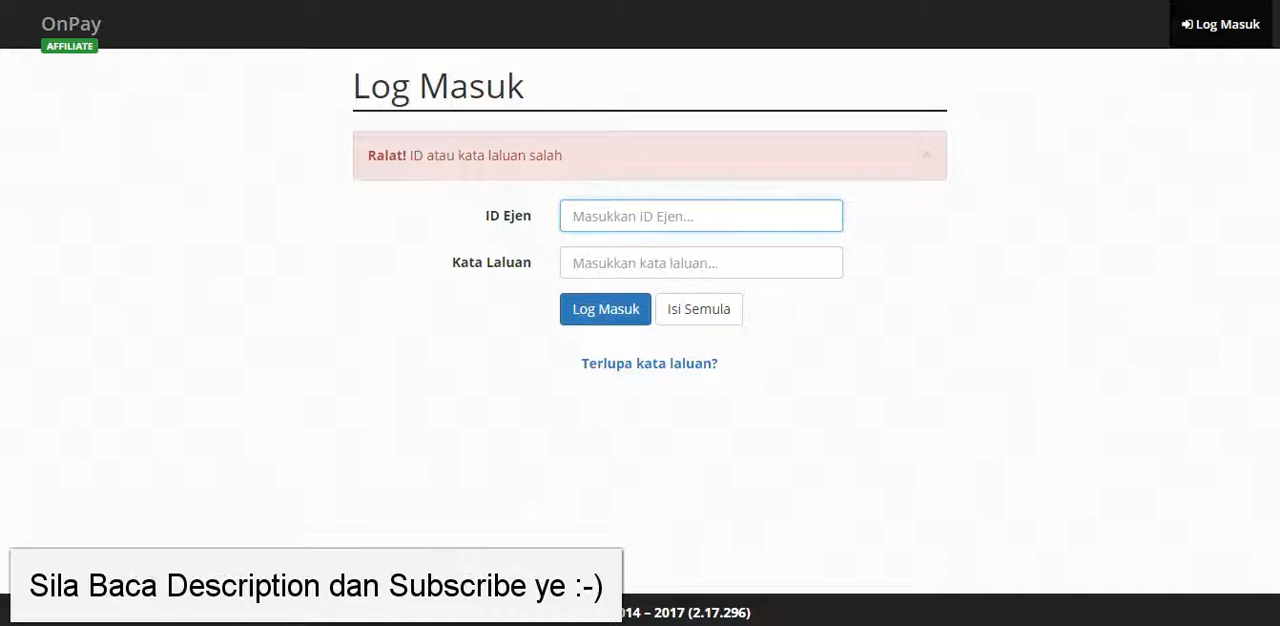 OnPay
AFFILIATE
Log Masuk
Log Masuk
Ralat! ID atau kata laluan salah
ID Ejen
Masukkan ID Ejen...
Kata Laluan
Masukkan kata laluan...
Log Masuk
Isi Semula
Terlupa kata laluan?
Sila Baca Description dan Subscribe ye :-)
– 2017 (2.17.296)